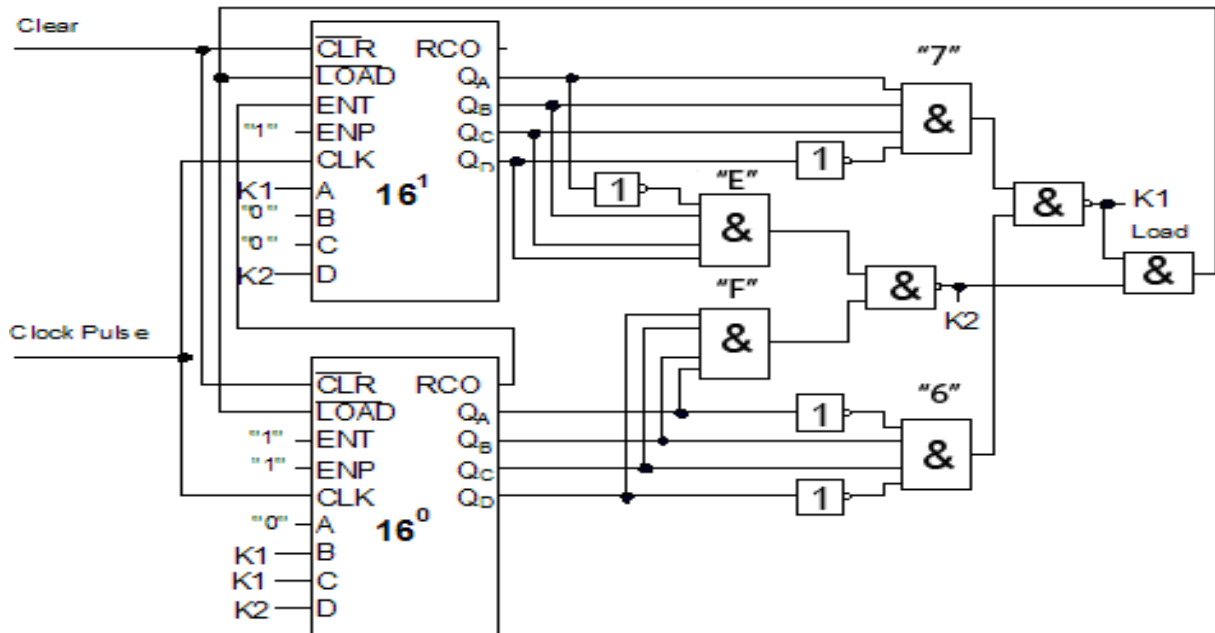 Clear
CLR RCO
LOAD QA
ENT QB
"1" ENP QC
CLK QD
K1 A 16¹
"0" B
"0" C
K2 D
"7"
&
1
1
"E"
&
&
K1
Load
&
&
K2
"F"
&
Clock Pulse
CLR RCO
LOAD QA
"1" ENT QB
"1" ENP QC
CLK QD
"0" A 16⁰
K1 B
K1 C
K2 D
"6"
1
&
1